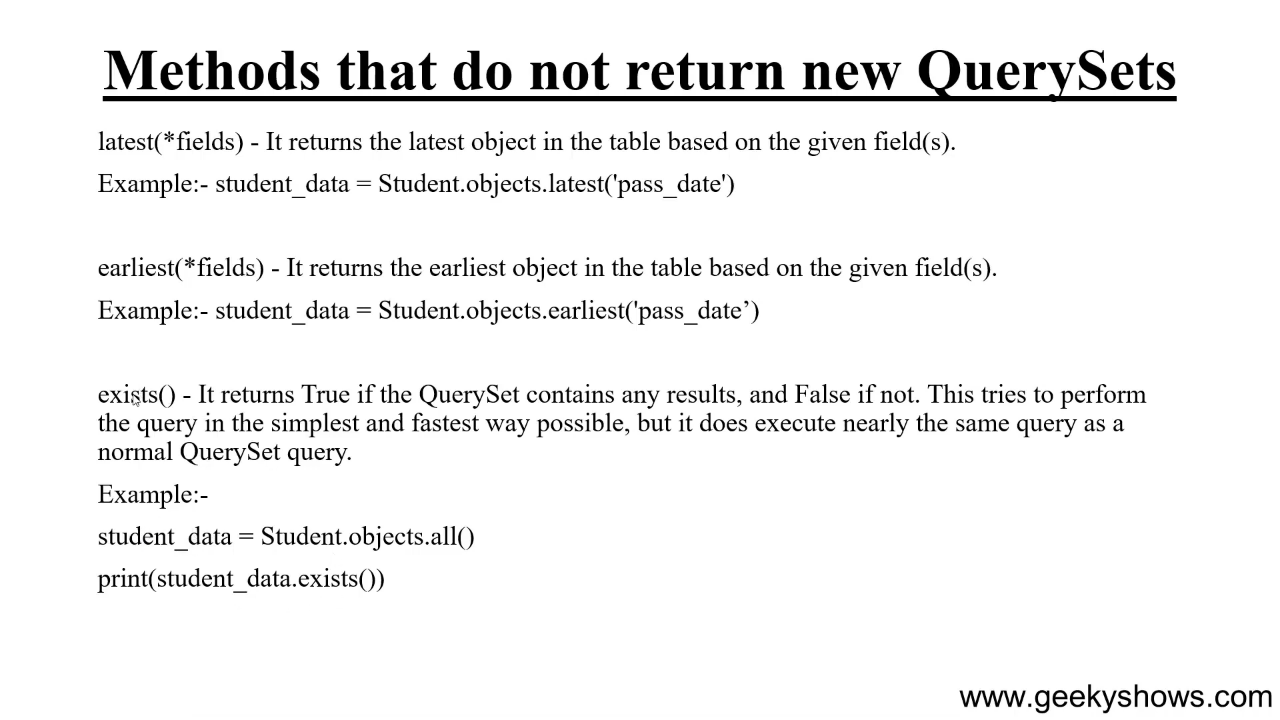 Methods that do not return new QuerySets
latest(*fields) - It returns the latest object in the table based on the given field(s).
Example:- student_data = Student.objects.latest('pass_date')
earliest(*fields) - It returns the earliest object in the table based on the given field(s).
Example:- student_data = Student.objects.earliest('pass_date’)
exists() - It returns True if the QuerySet contains any results, and False if not. This tries to perform
the query in the simplest and fastest way possible, but it does execute nearly the same query as a
normal QuerySet query.
Example:-
student_data = Student.objects.all()
print(student_data.exists())
www.geekyshows.com